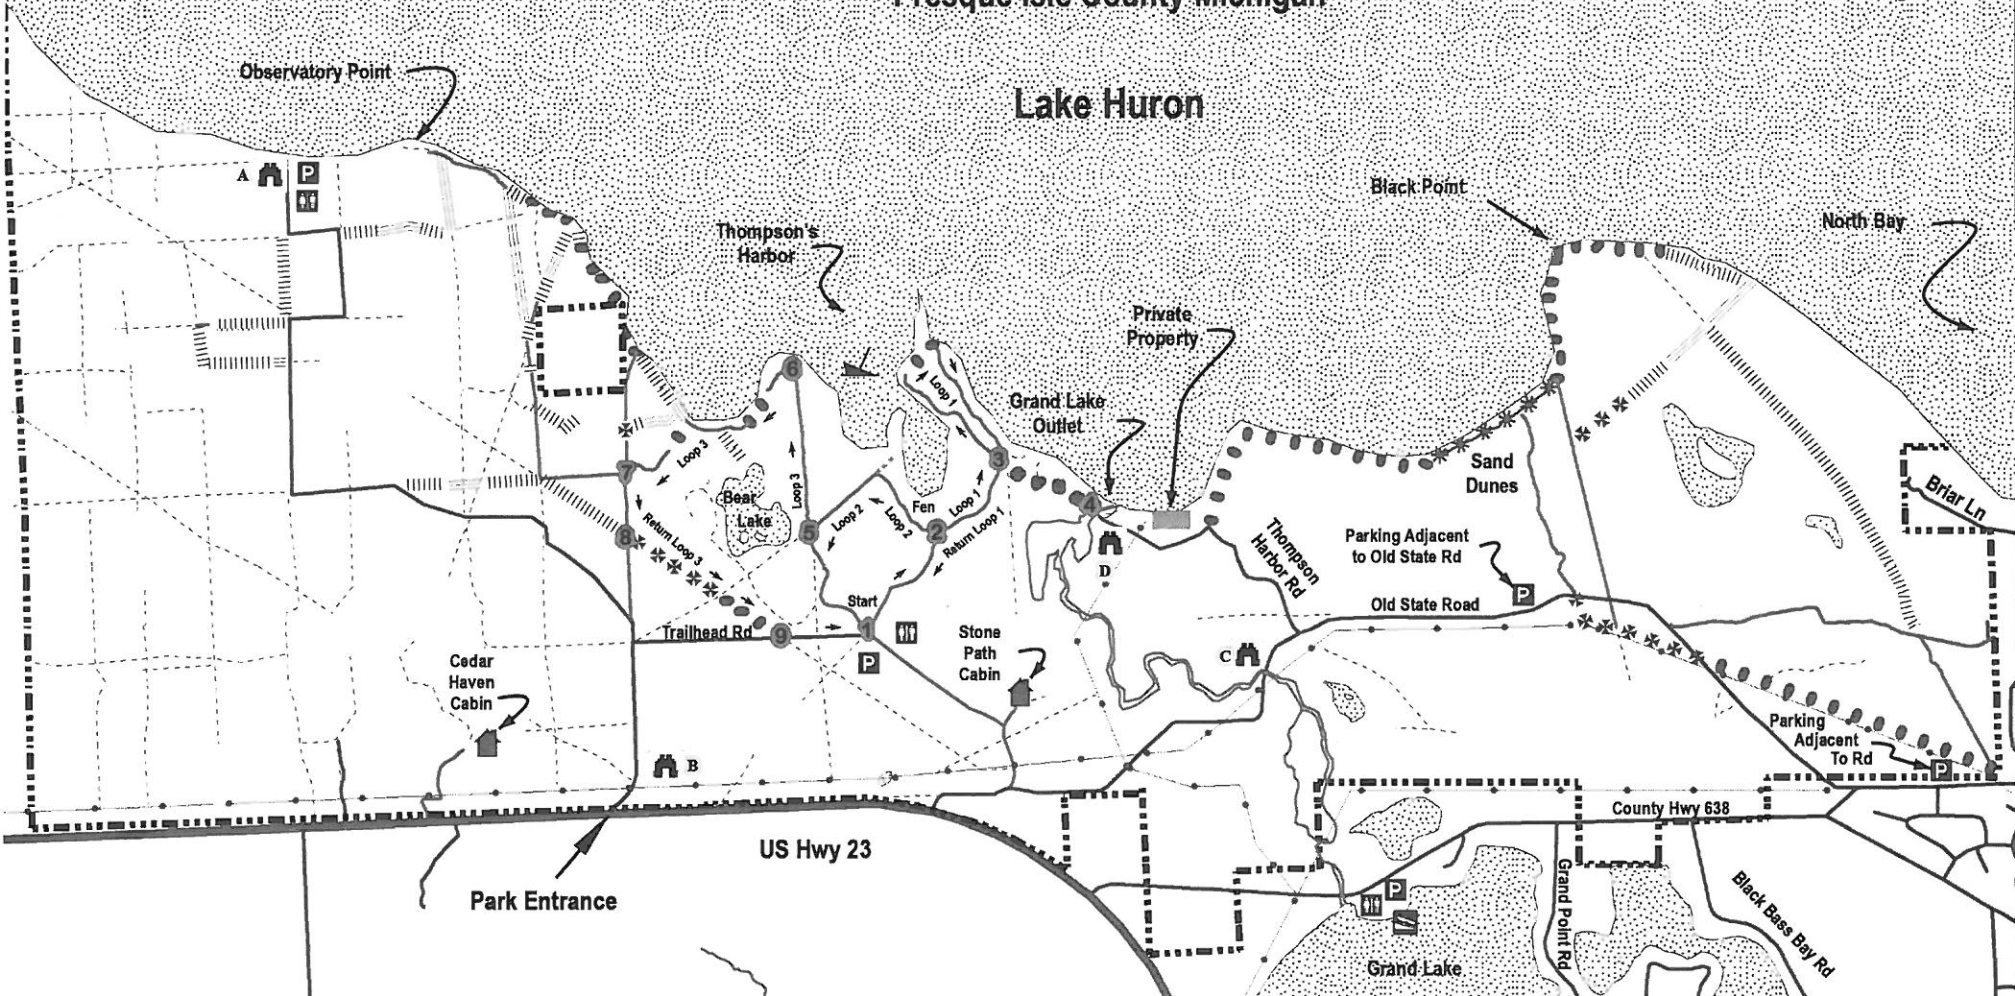 Presque Isle County Michigan
Observatory Point
Lake Huron
A
P
Thompson's
Harbor
Black Point
North Bay
Private
Property
Grand Lake
Outlet
6
Loop 1
3
Loop 3
7
Bear
Lake
Loop 3
5
Loop 2
Loop 2
Fen
2
Loop 1
Return Loop 1
4
D
Sand
Dunes
Briar Ln
8
Return Loop 3
Thompson
Harbor Rd
Parking Adjacent
to Old State Rd
P
Old State Road
Start
1
Trailhead Rd
9
P
Stone
Path
Cabin
C
Cedar
Haven
Cabin
B
Parking
Adjacent
To Rd
P
County Hwy 638
US Hwy 23
Park Entrance
P
Grand Lake
Grand Point Rd
Black Bass Bay Rd